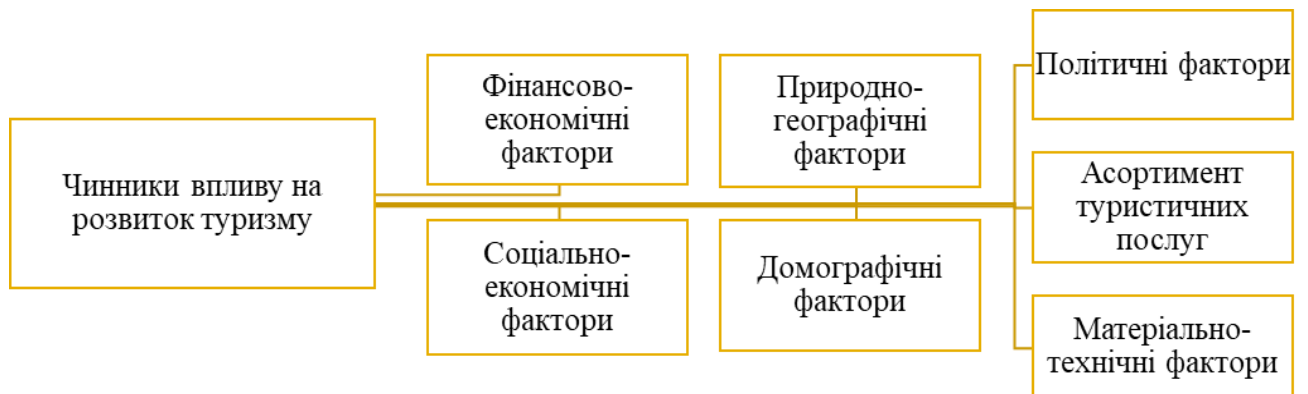 Чинники впливу на
розвиток туризму
Фінансово-
економічні
фактори
Соціально-
економічні
фактори
Природно-
географічні
фактори
Домографічні
фактори
Політичні фактори
Асортимент
туристичних
послуг
Матеріально-
технічні фактори